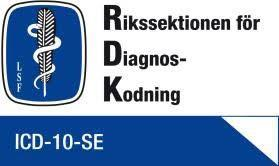 Rikssektionen för
Diagnos-
Kodning
LSF
ICD-10-SE